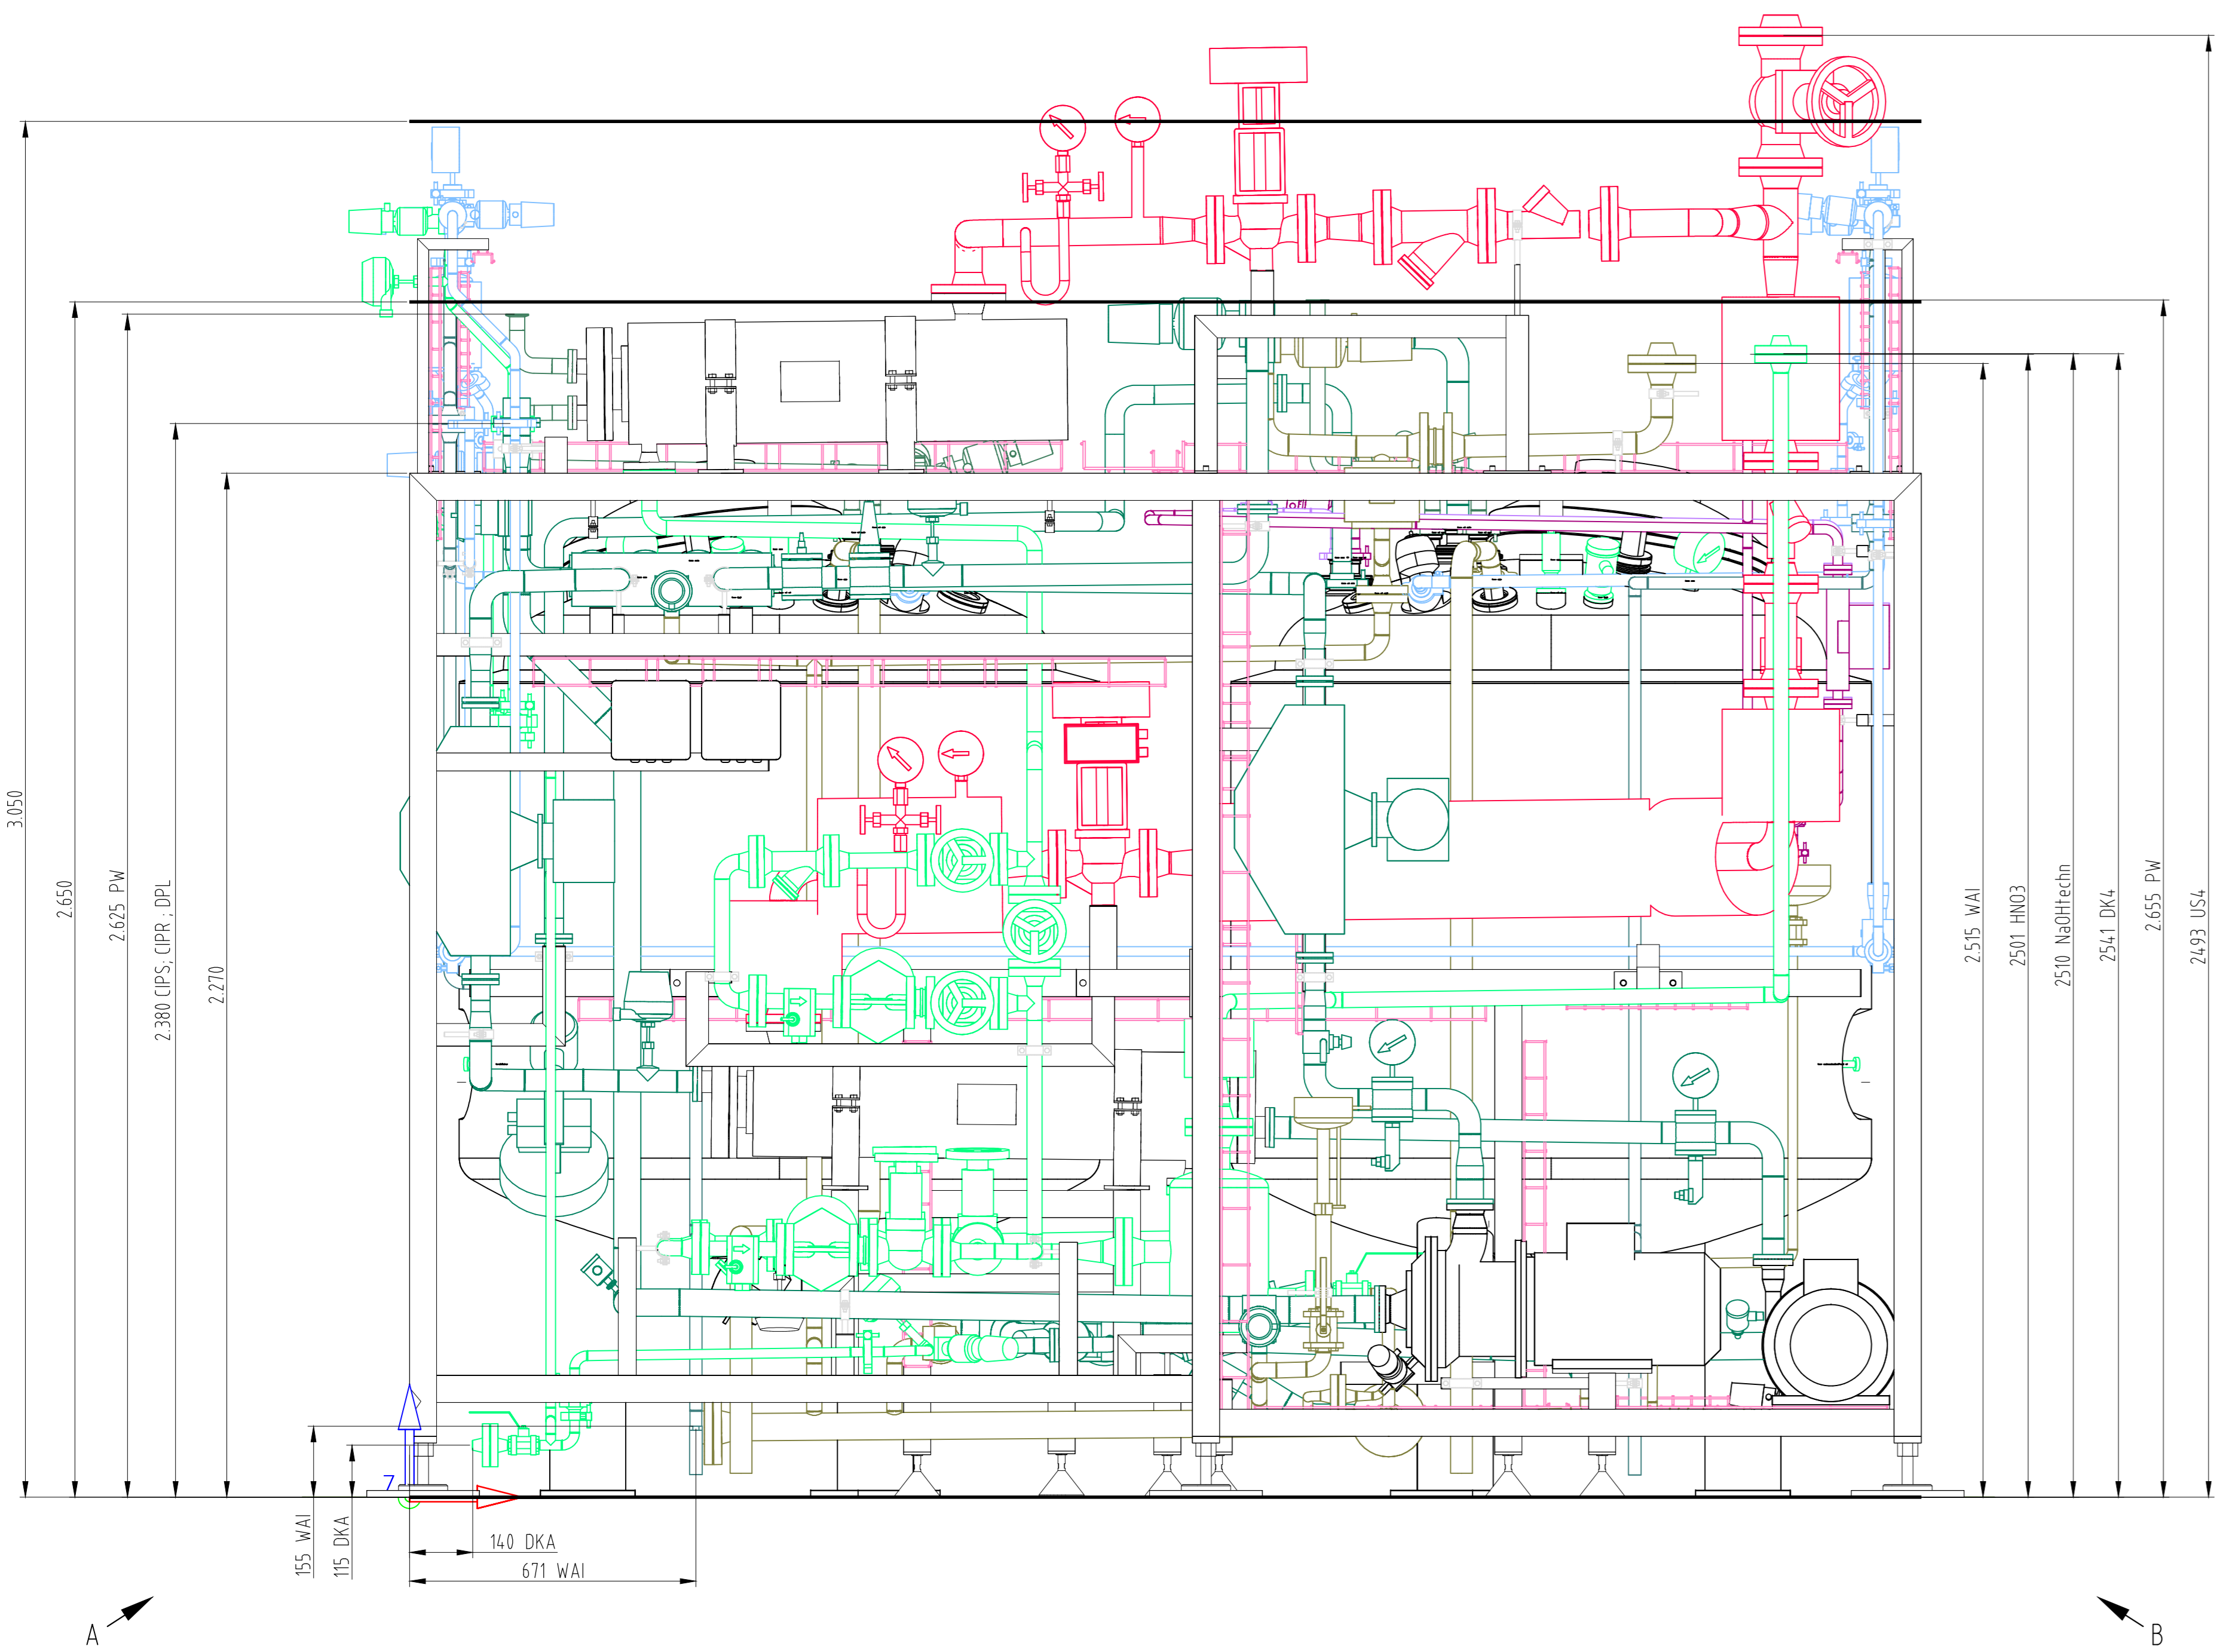 3.050
2.650
2.625 PW
2.380 CIPS; CIPR ; DPL
2.270
2.515 WAI
2501 HNO3
2510 NaOHtechn
2541 DK4
2.655 PW
2493 US4
Z
155 WAI
115 DKA
140 DKA
671 WAI
A
B